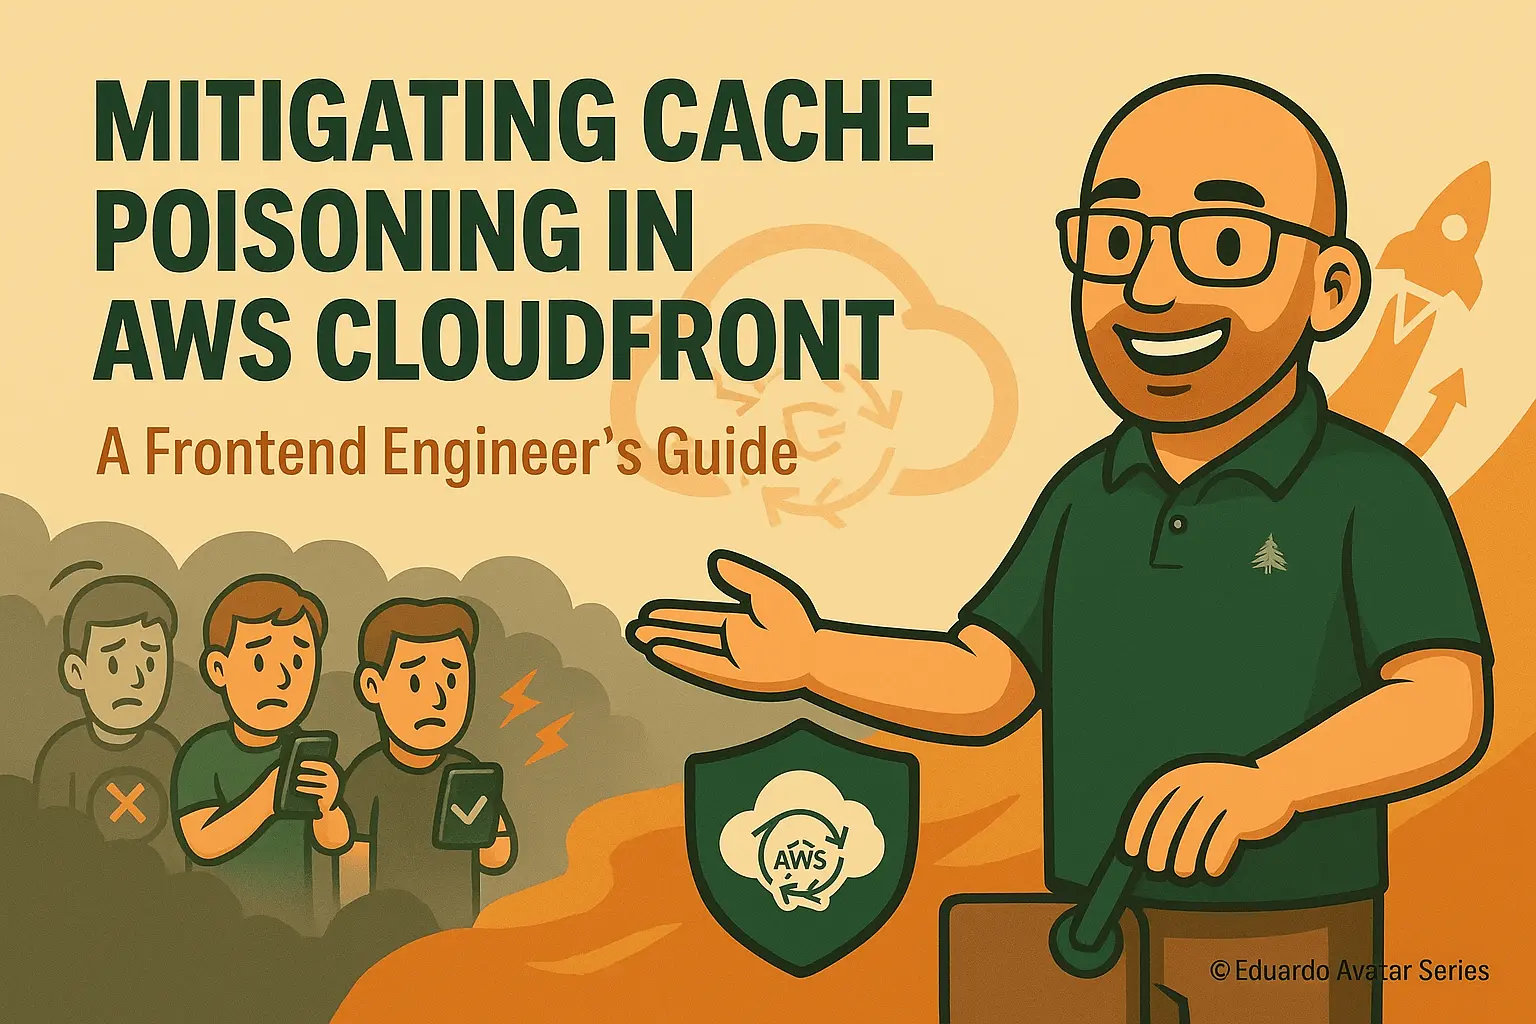 MITIGATING CACHE
POISONING IN
AWS CLOUDFRONT
A Frontend Engineer's Guide
AWS
© Eduardo Avatar Series